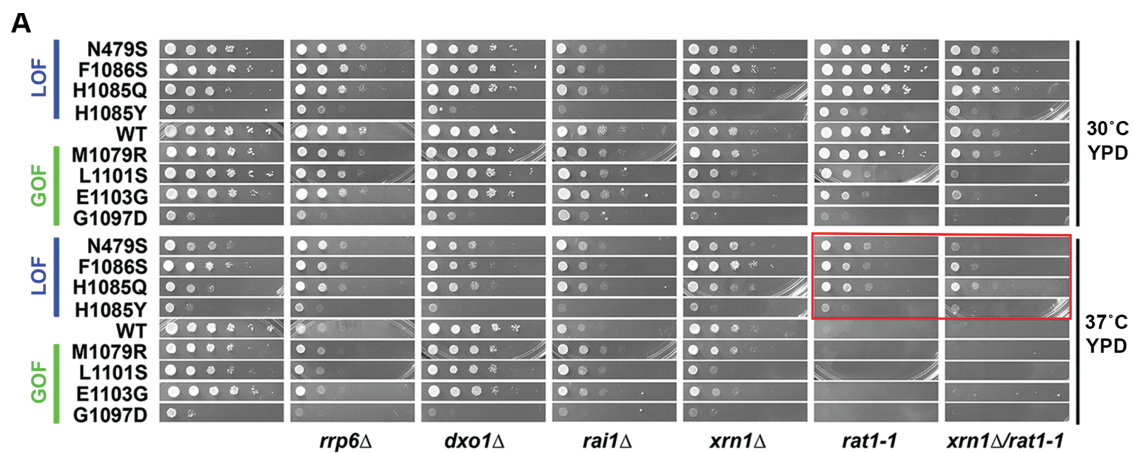 A
LOF
N479S
F1086S
H1085Q
H1085Y
WT
GOF
M1079R
L1101S
E1103G
G1097D
30˚C
YPD
LOF
N479S
F1086S
H1085Q
H1085Y
WT
GOF
M1079R
L1101S
E1103G
G1097D
37˚C
YPD
rrp6Δ dxo1Δ rai1Δ xrn1Δ rat1-1 xrn1Δ/rat1-1